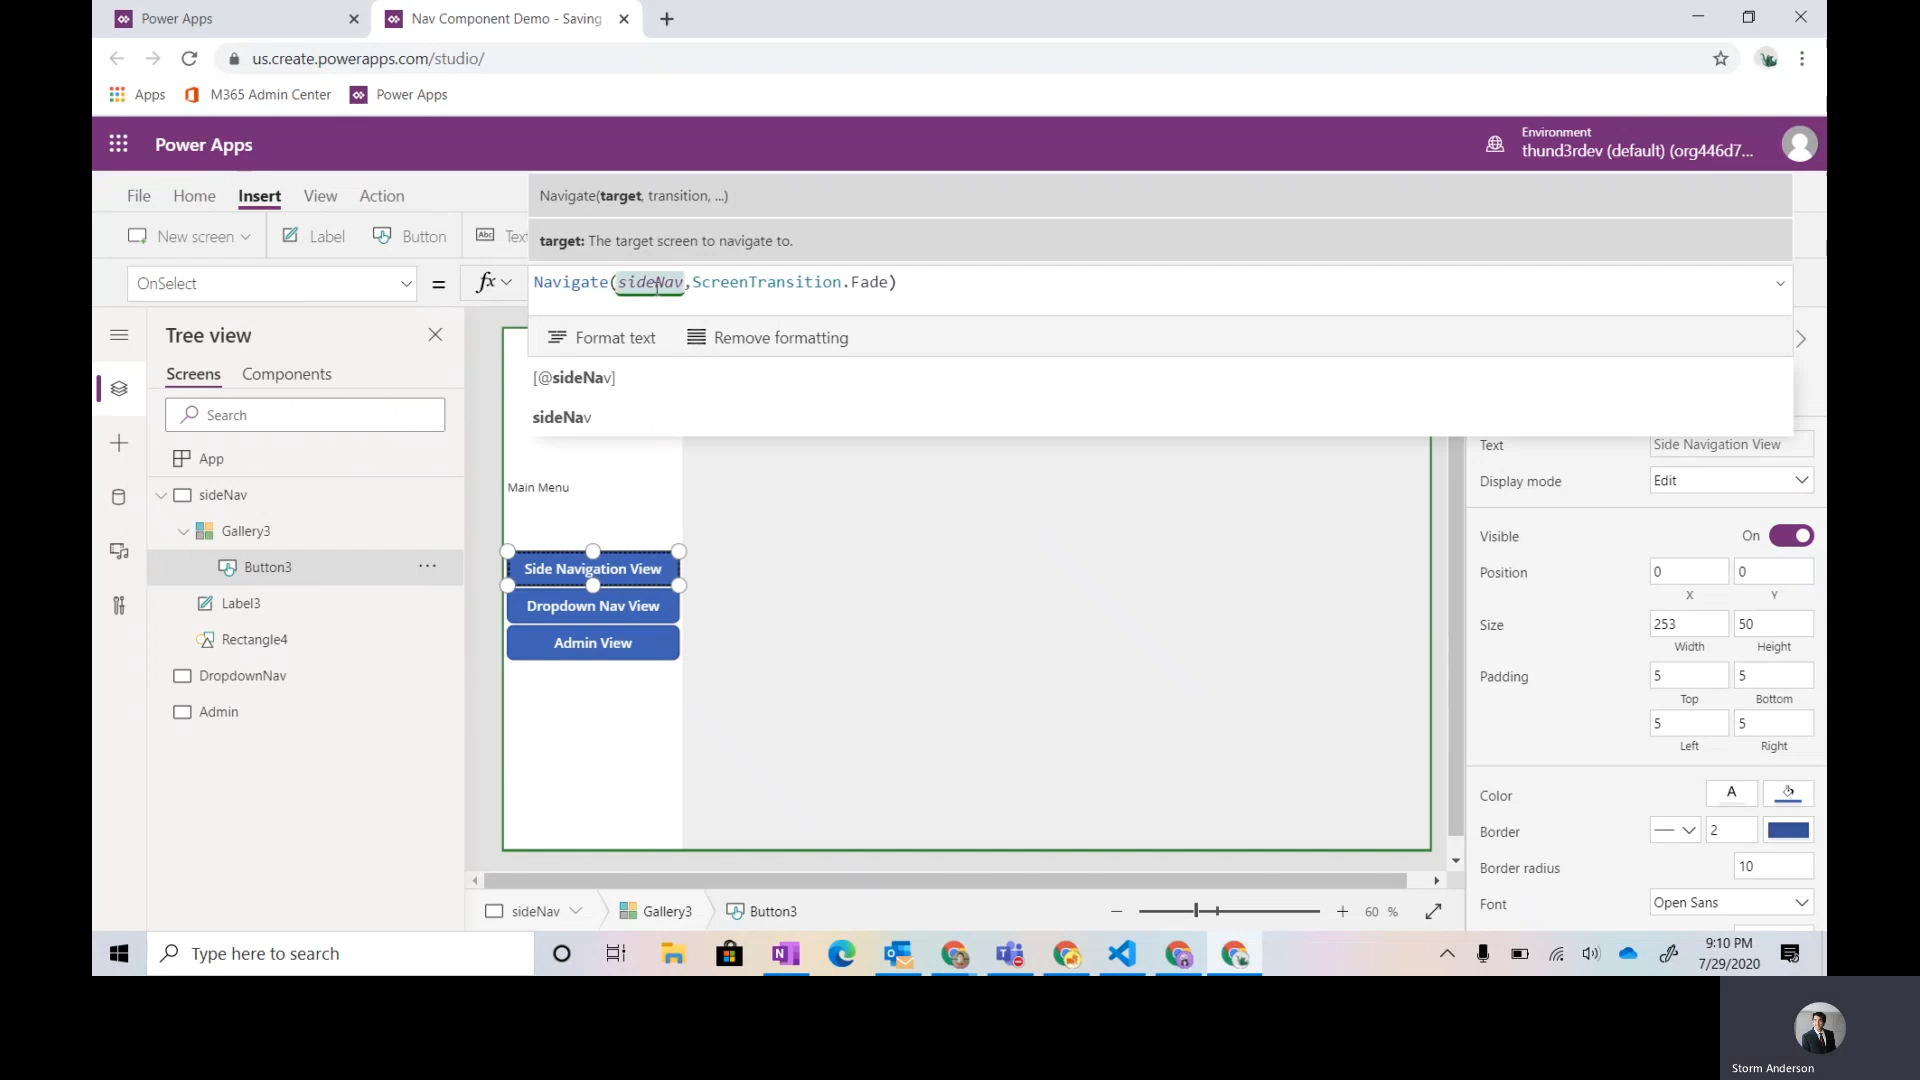 Power Apps
Nav Component Demo - Saving
us.create.powerapps.com/studio/
Apps
M365 Admin Center
Power Apps
Power Apps
Environment
thund3rdev (default) (org446d7...
File
Home
Insert
View
Action
Navigate(target, transition, ...)
New screen
Label
Button
Abc
Tex
target: The target screen to navigate to.
OnSelect
=
fx
Navigate(sideNav,ScreenTransition.Fade)
Format text
Remove formatting
[@sideNav]
sideNav
Tree view
Screens
Components
Search
App
sideNav
Gallery3
Button3
...
Label3
Rectangle4
DropdownNav
Admin
Main Menu
Side Navigation View
Dropdown Nav View
Admin View
Text
Side Navigation View
Display mode
Edit
Visible
On
Position
0
0
X
Y
Size
253
50
Width
Height
Padding
5
5
Top
Bottom
5
5
Left
Right
Color
A
Border
2
Border radius
10
Font
Open Sans
sideNav
Gallery3
Button3
60 %
Type here to search
9:10 PM
7/29/2020
Storm Anderson